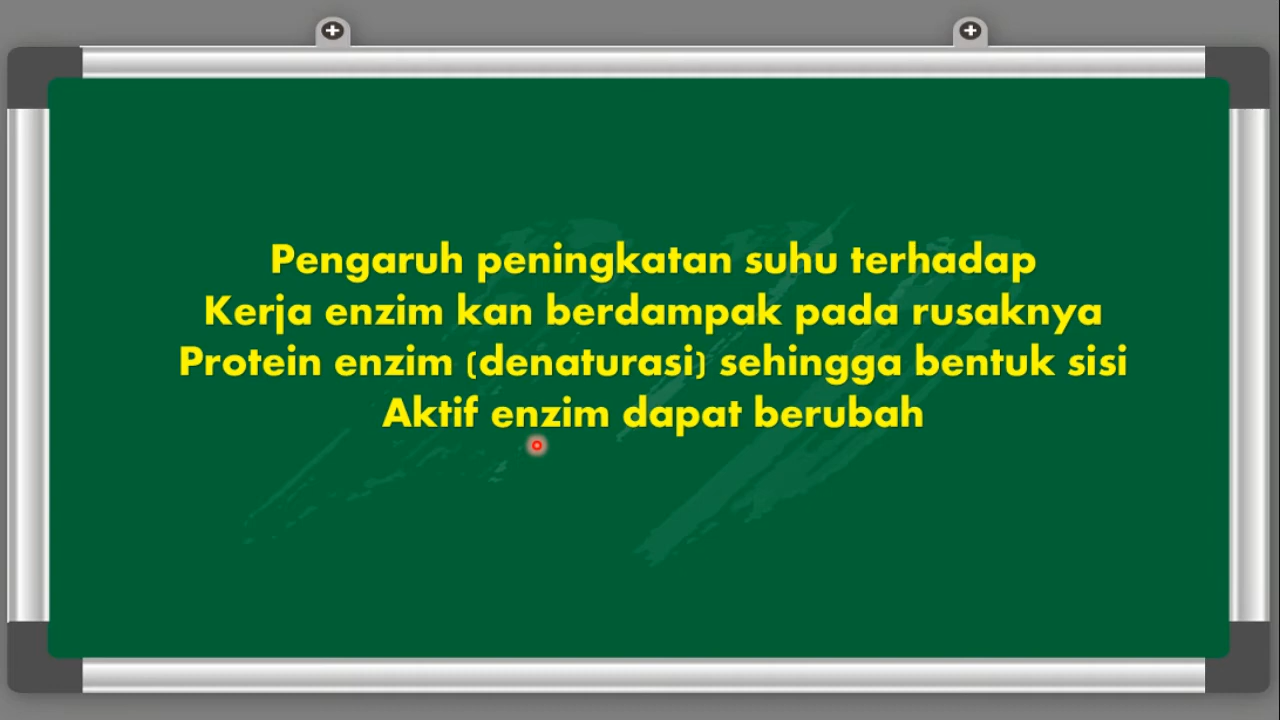 Pengaruh peningkatan suhu terhadap
Kerja enzim kan berdampak pada rusaknya
Protein enzim (denaturasi) sehingga bentuk sisi
Aktif enzim dapat berubah